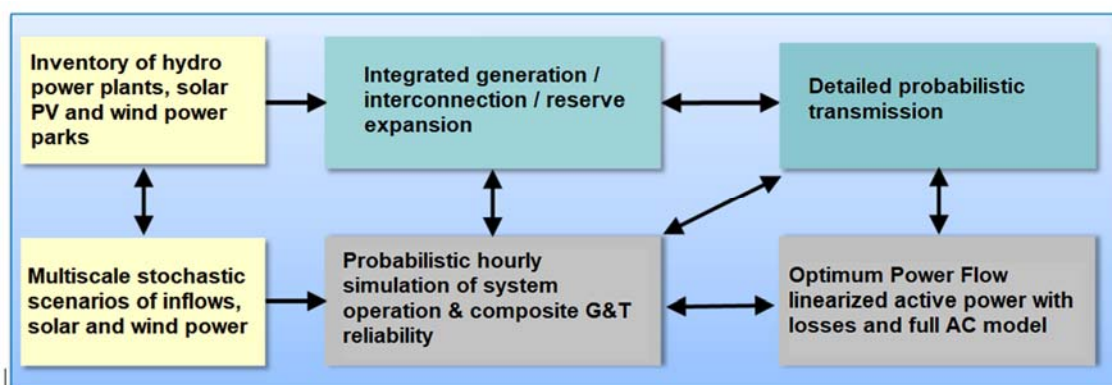 Inventory of hydro
power plants, solar
PV and wind power
parks
Integrated generation /
interconnection / reserve
expansion
Detailed probabilistic
transmission
Multiscale stochastic
scenarios of inflows,
solar and wind power
Probabilistic hourly
simulation of system
operation & composite G&T
reliability
Optimum Power Flow
linearized active power with
losses and full AC model